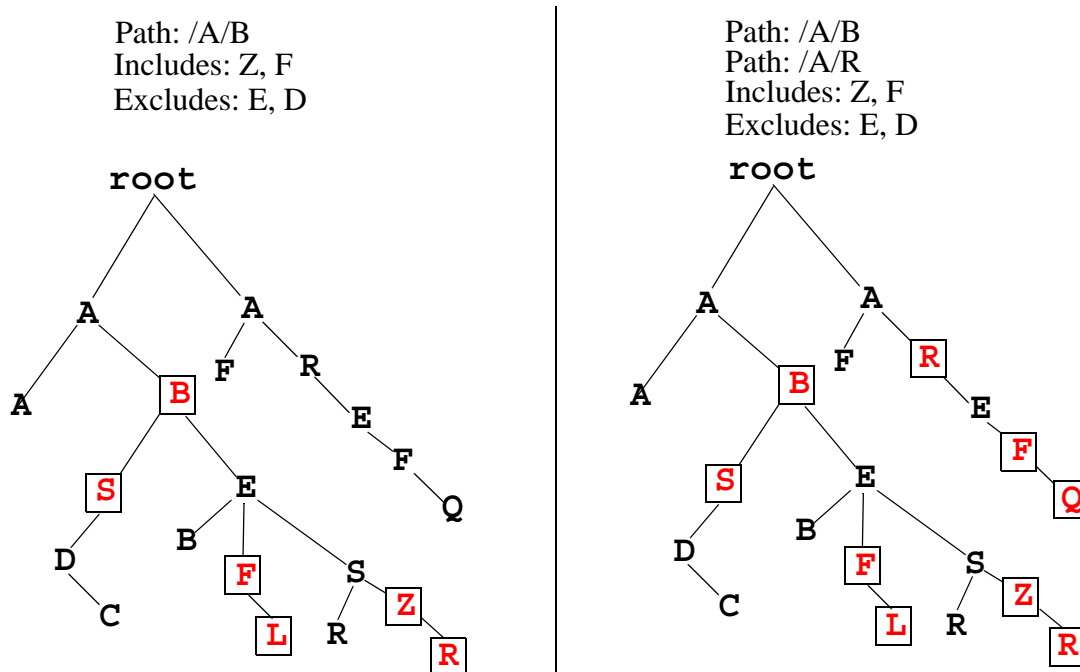 Path: /A/B
Includes: Z, F
Excludes: E, D
root
A A
F R
A B E
S E F
Q
D B F S Z
C L R R
Path: /A/B
Path: /A/R
Includes: Z, F
Excludes: E, D
root
A A
F R
A B E
S E F
Q
D B F S Z
C L R R